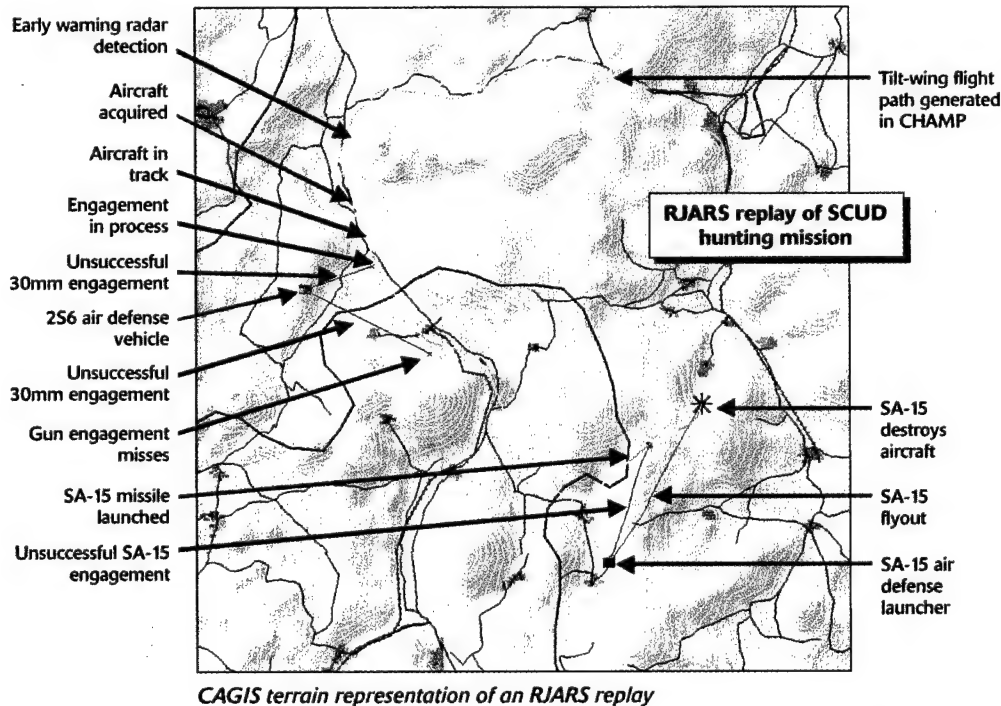 Early warning radar
detection
Aircraft
acquired
Aircraft in
track
Engagement
in process
Unsuccessful
30mm engagement
2S6 air defense
vehicle
Unsuccessful
30mm engagement
Gun engagement
misses
SA-15 missile
launched
Unsuccessful SA-15
engagement
Tilt-wing flight
path generated
in CHAMP
RJARS replay of SCUD
hunting mission
SA-15
destroys
aircraft
SA-15
flyout
SA-15 air
defense
launcher
CAGIS terrain representation of an RJARS replay